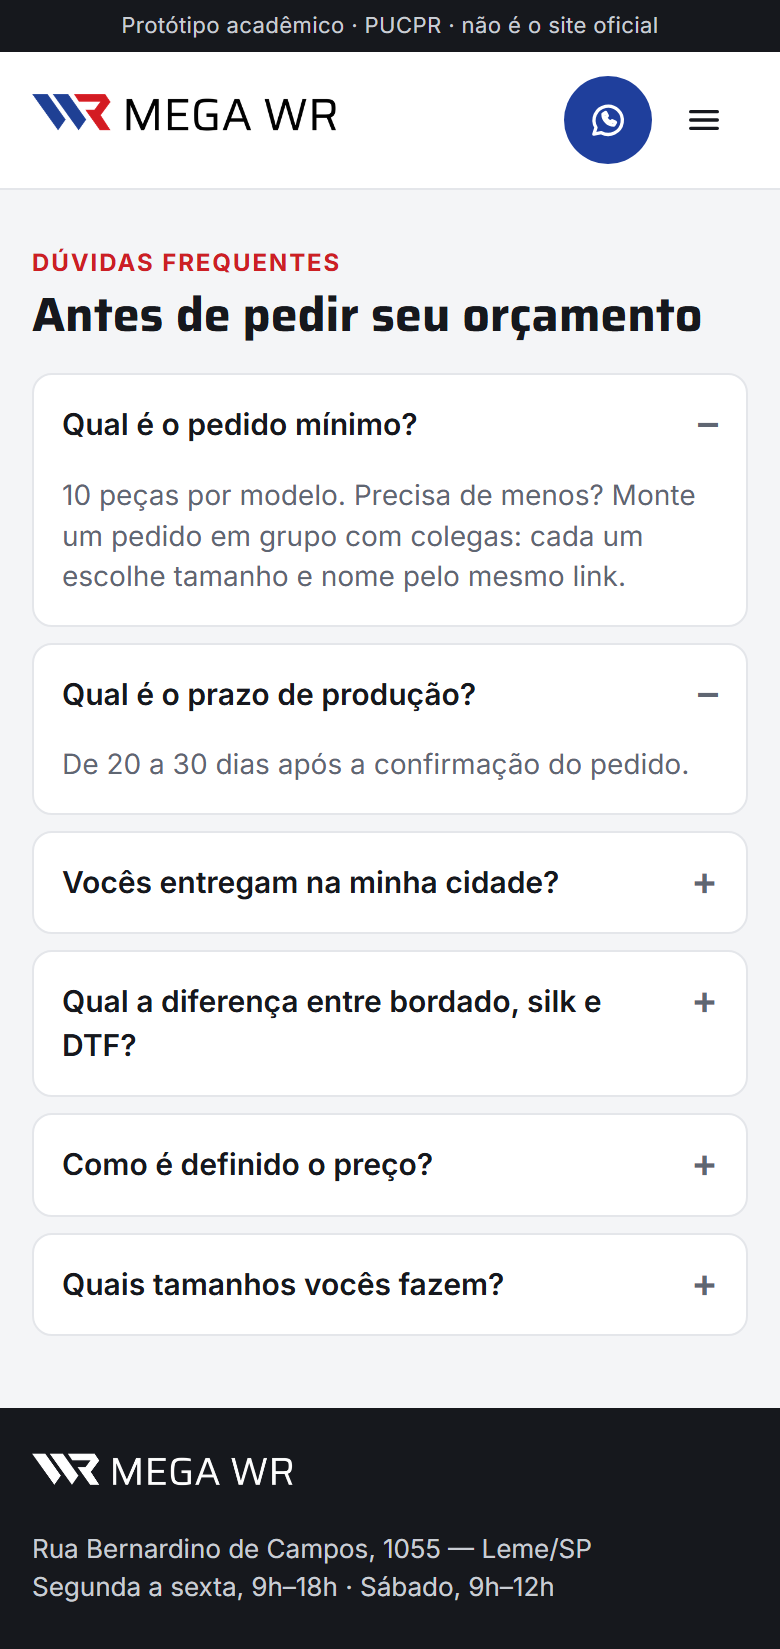 Protótipo acadêmico · PUCPR · não é o site oficial
MEGA WR
DÚVIDAS FREQUENTES
Antes de pedir seu orçamento
Qual é o pedido mínimo?
10 peças por modelo. Precisa de menos? Monte
um pedido em grupo com colegas: cada um
escolhe tamanho e nome pelo mesmo link.
Qual é o prazo de produção?
De 20 a 30 dias após a confirmação do pedido.
Vocês entregam na minha cidade?
Qual a diferença entre bordado, silk e
DTF?
Como é definido o preço?
Quais tamanhos vocês fazem?
MEGA WR
Rua Bernardino de Campos, 1055 — Leme/SP
Segunda a sexta, 9h–18h · Sábado, 9h–12h